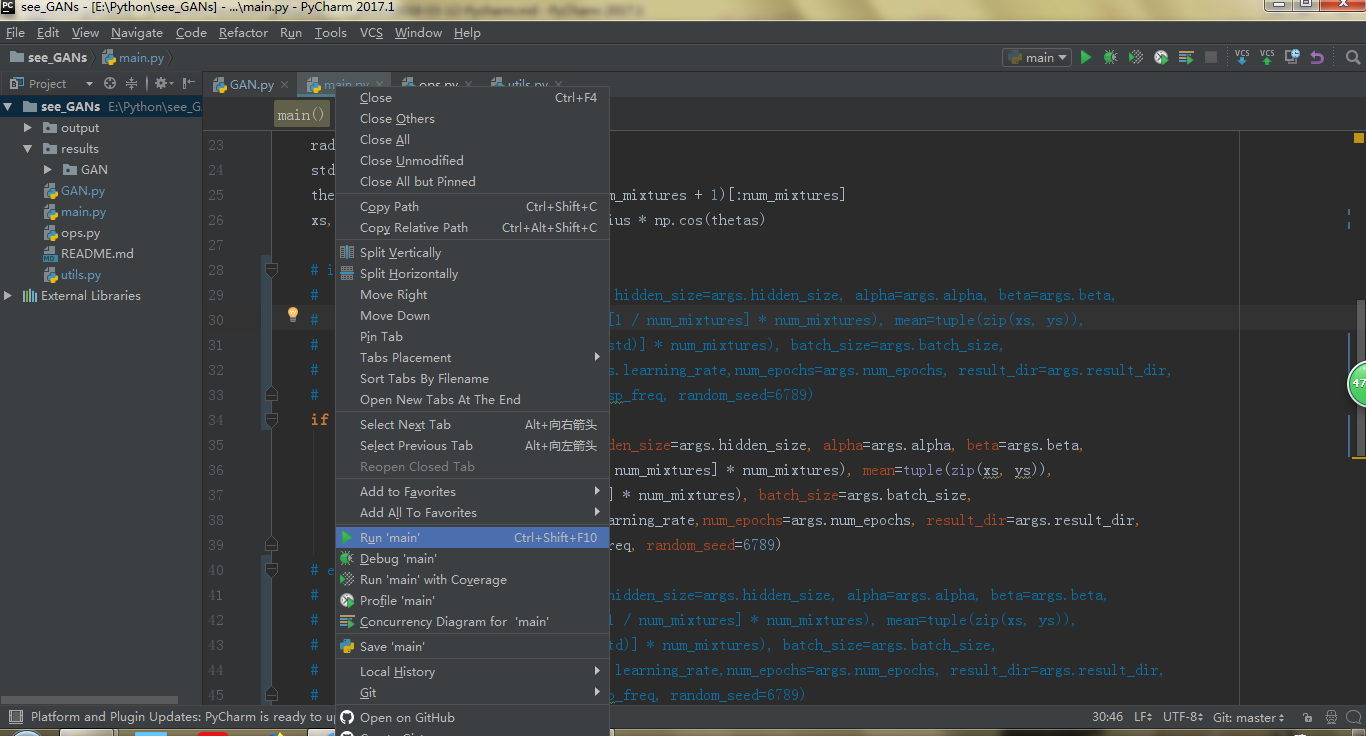 see_GANs - [E:\Python\see_GANs] - ...\main.py - PyCharm 2017.1
File Edit View Navigate Code Refactor Run Tools VCS Window Help
see_GANs main.py main VCS VCS
Project GAN.py main.py ops.py utils.py
see_GANs E:\Python\see_G
output
results
GAN
GAN.py
main.py
ops.py
README.md
utils.py
External Libraries
main()
Close Ctrl+F4
Close Others
Close All
Close Unmodified
Close All but Pinned
Copy Path Ctrl+Shift+C
Copy Relative Path Ctrl+Alt+Shift+C
Split Vertically
Split Horizontally
Move Right
Move Down
Pin Tab
Tabs Placement
Sort Tabs By Filename
Open New Tabs At The End
Select Next Tab Alt+向右箭头
Select Previous Tab Alt+向左箭头
Reopen Closed Tab
Add to Favorites
Add All To Favorites
Run 'main' Ctrl+Shift+F10
Debug 'main'
Run 'main' with Coverage
Profile 'main'
Concurrency Diagram for 'main'
Save 'main'
Local History
Git
Open on GitHub
23 rad
24 std
25 the m_mixtures + 1)[:num_mixtures]
26 xs, ius * np.cos(thetas)
27
28 # i
29 # hidden_size=args.hidden_size, alpha=args.alpha, beta=args.beta,
30 # [1 / num_mixtures] * num_mixtures), mean=tuple(zip(xs, ys)),
31 # std)] * num_mixtures), batch_size=args.batch_size,
32 # s.learning_rate,num_epochs=args.num_epochs, result_dir=args.result_dir,
33 # sp_freq, random_seed=6789)
34 if
35 den_size=args.hidden_size, alpha=args.alpha, beta=args.beta,
36 num_mixtures] * num_mixtures), mean=tuple(zip(xs, ys)),
37 ] * num_mixtures), batch_size=args.batch_size,
38 arning_rate,num_epochs=args.num_epochs, result_dir=args.result_dir,
39 req, random_seed=6789)
40 # e
41 # hidden_size=args.hidden_size, alpha=args.alpha, beta=args.beta,
42 # 1 / num_mixtures] * num_mixtures), mean=tuple(zip(xs, ys)),
43 # td)] * num_mixtures), batch_size=args.batch_size,
44 # .learning_rate,num_epochs=args.num_epochs, result_dir=args.result_dir,
45 # p_freq, random_seed=6789)
47
Platform and Plugin Updates: PyCharm is ready to up 30:46 LF UTF-8 Git: master